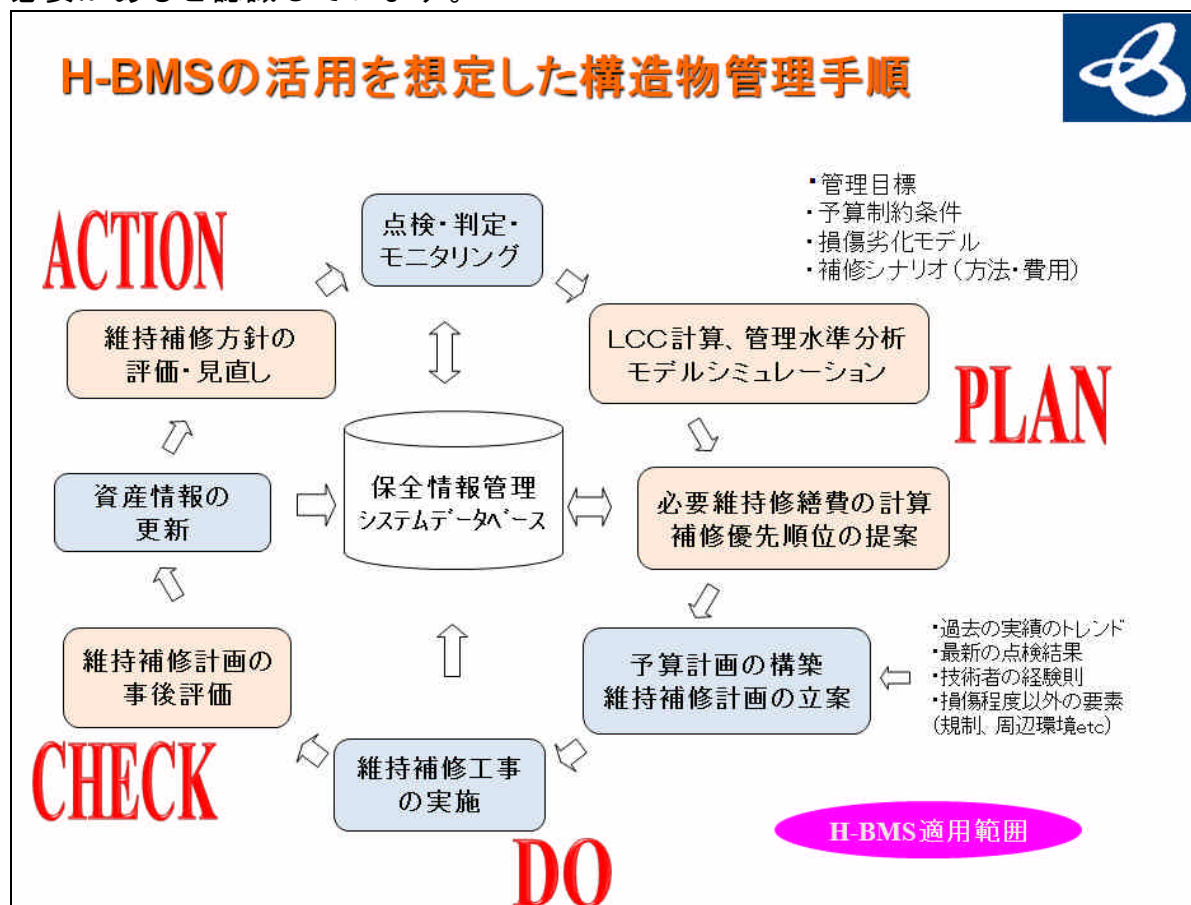 H-BMSの活用を想定した構造物管理手順
ACTION
点検・判定・
モニタリング
・管理目標
・予算制約条件
・損傷劣化モデル
・補修シナリオ(方法・費用)
維持補修方針の
評価・見直し
LCC計算、管理水準分析
モデルシミュレーション
PLAN
資産情報の
更新
保全情報管理
システムデータベース
必要維持修繕費の計算
補修優先順位の提案
維持補修計画の
事後評価
予算計画の構築
維持補修計画の立案
・過去の実績のトレンド
・最新の点検結果
・技術者の経験則
・損傷程度以外の要素
(規制、周辺環境etc)
CHECK
維持補修工事
の実施
DO
H-BMS適用範囲